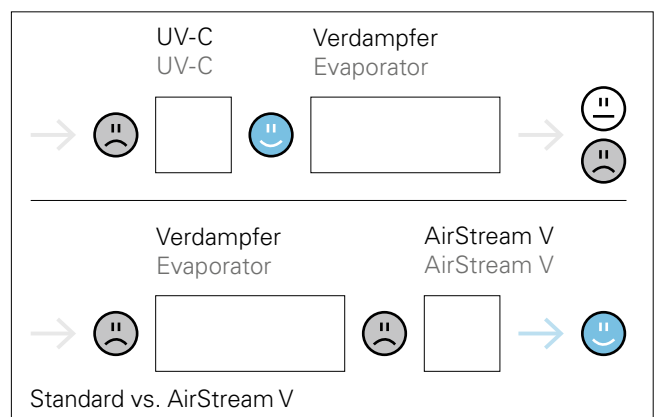 UV-C
UV-C
Verdampfer
Evaporator
Verdampfer
Evaporator
AirStream V
AirStream V
Standard vs. AirStream V